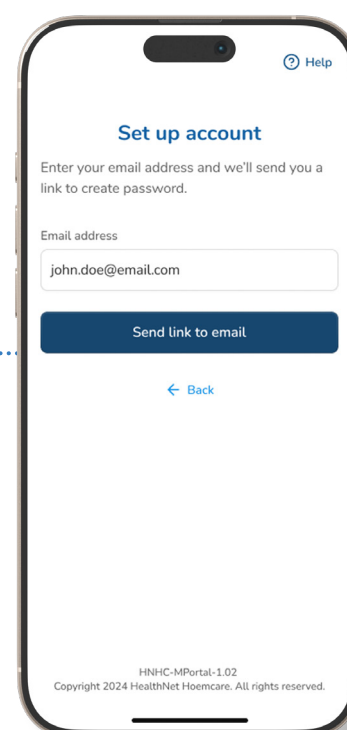 Help
Set up account
Enter your email address and we'll send you a
link to create password.
Email address
john.doe@email.com
Send link to email
← Back
HNHC-MPortal-1.02
Copyright 2024 HealthNet Hoemcare. All rights reserved.